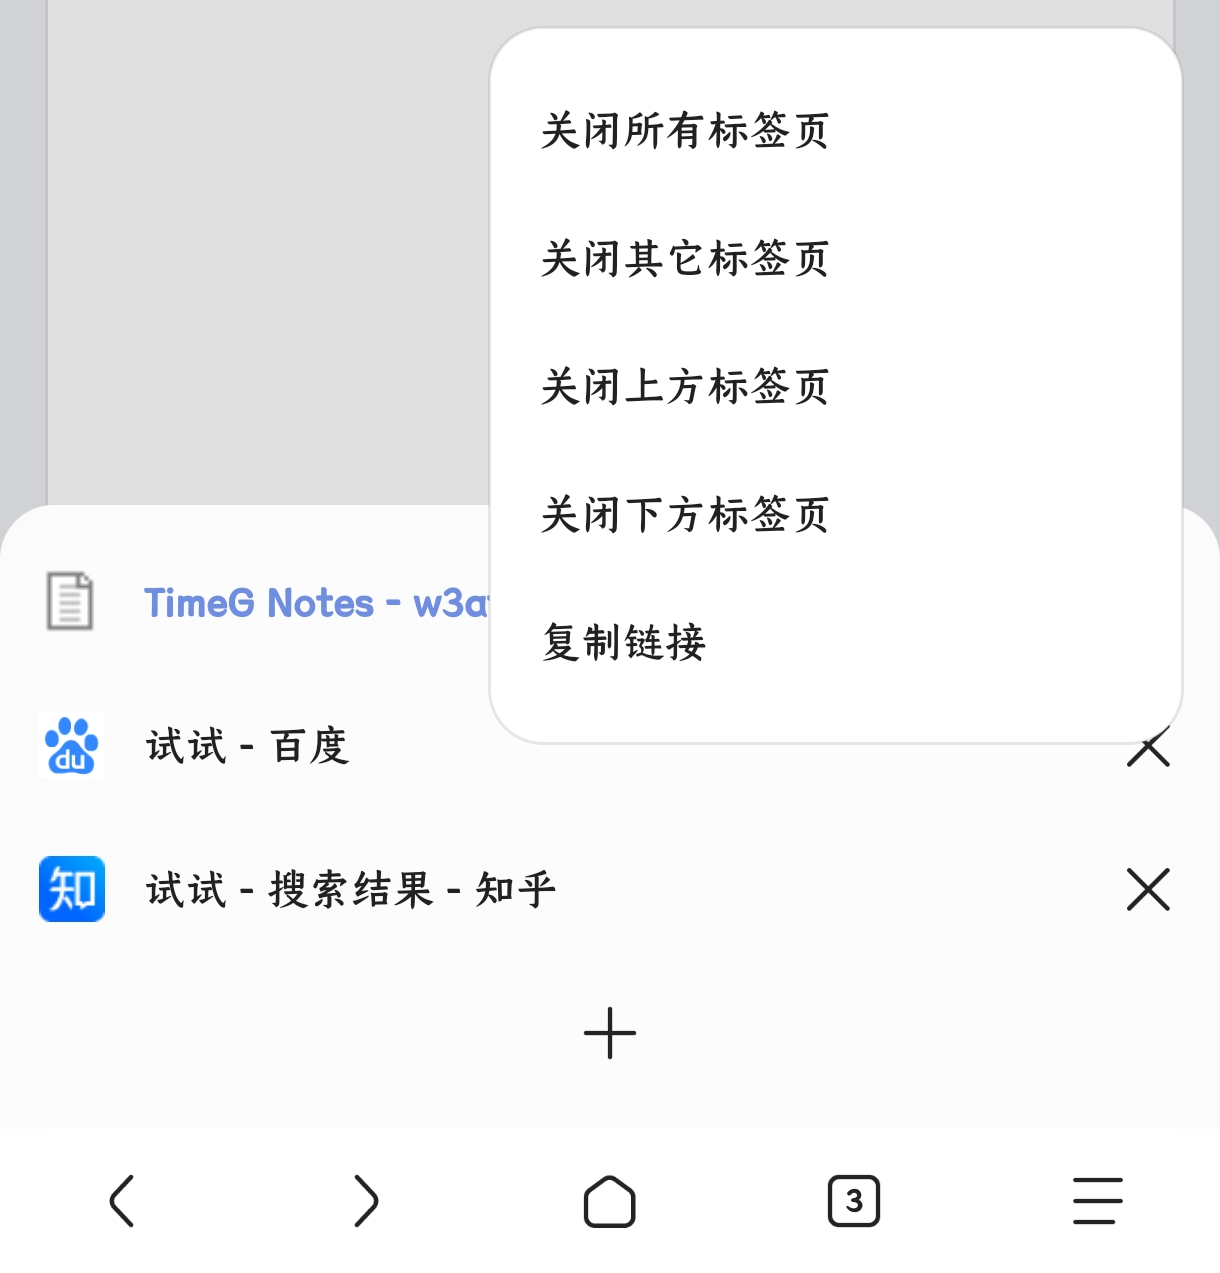 关闭所有标签页
关闭其它标签页
关闭上方标签页
关闭下方标签页
复制链接
TimeG Notes - w3a
du
试试 - 百度
知
试试 - 搜索结果 - 知乎
3